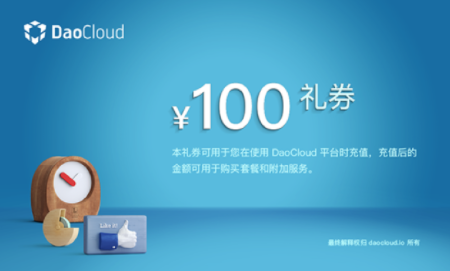 DaoCloud
¥100 礼券
本礼券可用于您在使用 DaoCloud 平台时充值，充值后的
金额可用于购买套餐和附加服务。
Like it!
最终解释权归 daocloud.io 所有